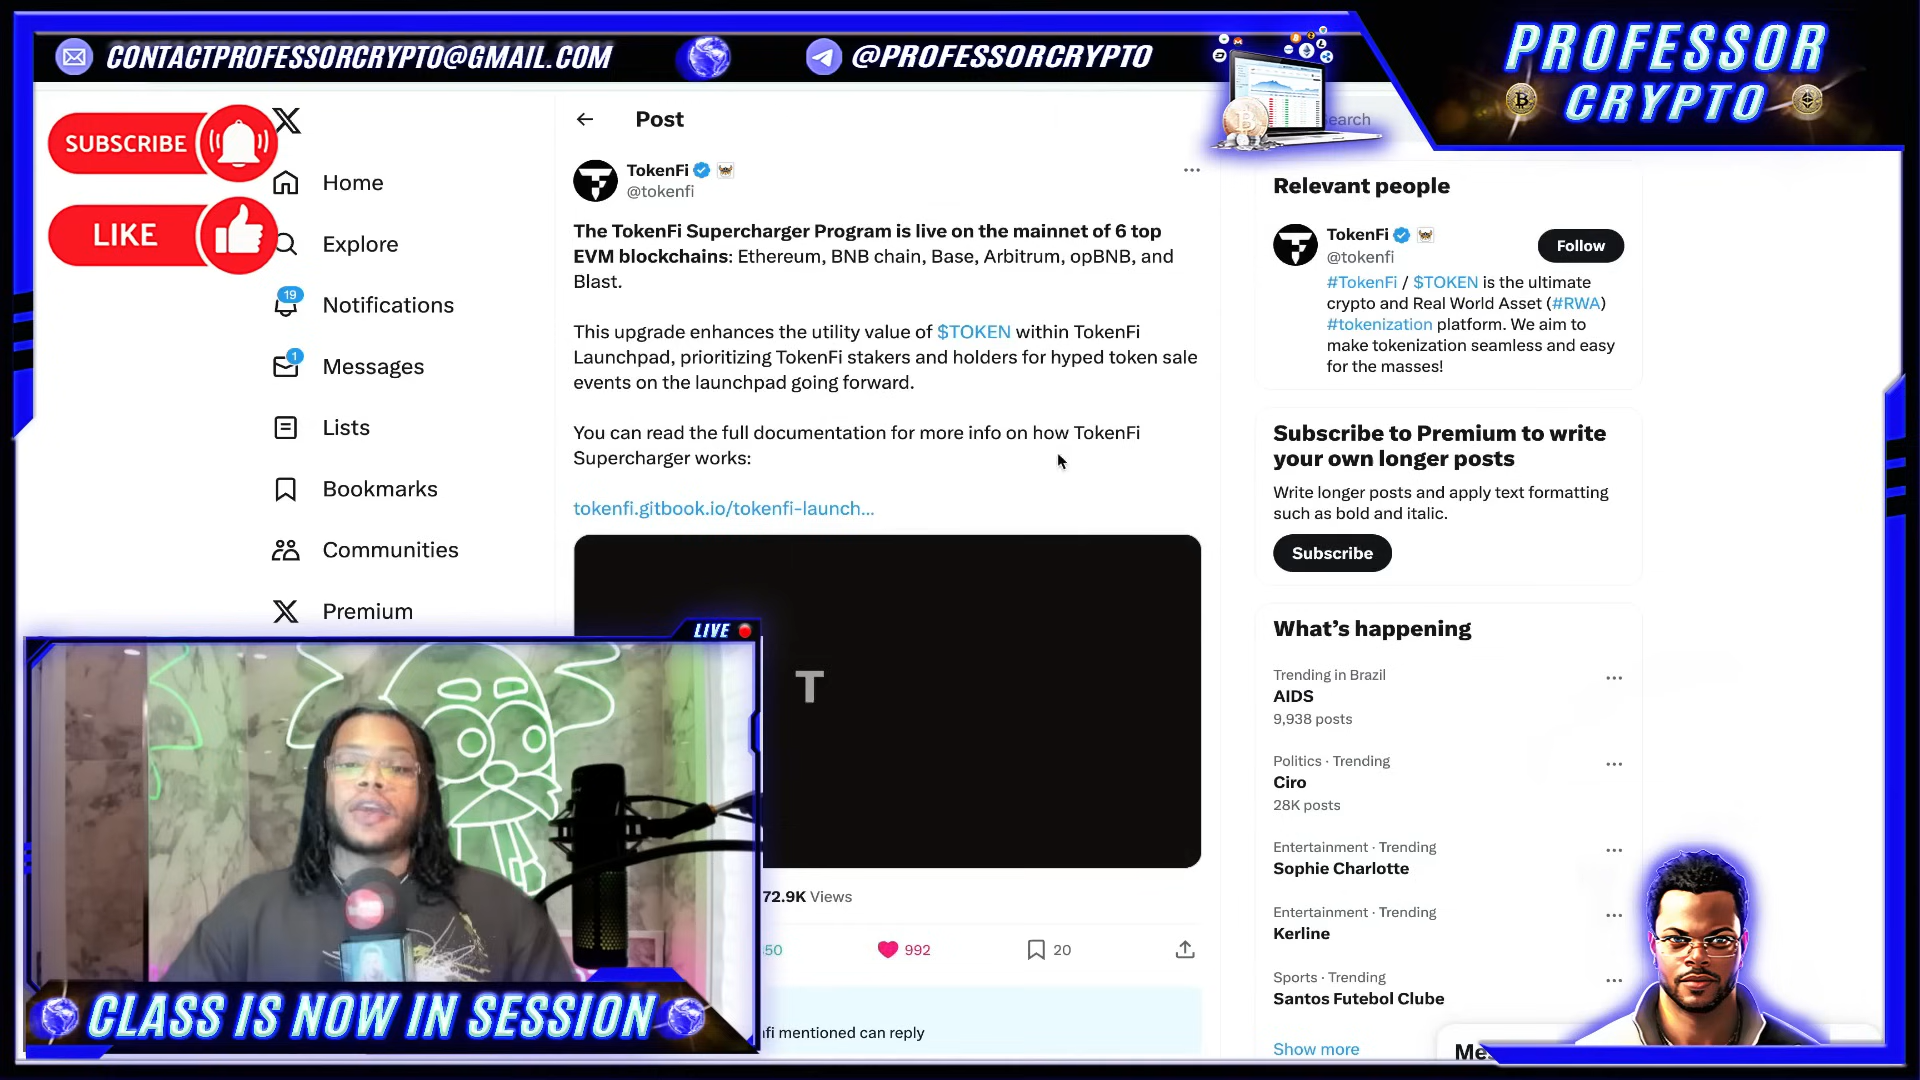 CONTACTPROFESSORCRYPTO@GMAIL.COM
@PROFESSORCRYPTO
PROFESSOR
CRYPTO
SUBSCRIBE
LIKE
Home
Explore
19
Notifications
1
Messages
Lists
Bookmarks
Communities
Premium
Post
TokenFi
@tokenfi
The TokenFi Supercharger Program is live on the mainnet of 6 top
EVM blockchains: Ethereum, BNB chain, Base, Arbitrum, opBNB, and
Blast.
This upgrade enhances the utility value of $TOKEN within TokenFi
Launchpad, prioritizing TokenFi stakers and holders for hyped token sale
events on the launchpad going forward.
You can read the full documentation for more info on how TokenFi
Supercharger works:
tokenfi.gitbook.io/tokenfi-launch...
T
72.9K Views
992
20
mentioned can reply
Relevant people
TokenFi
@tokenfi
Follow
#TokenFi / $TOKEN is the ultimate
crypto and Real World Asset (#RWA)
#tokenization platform. We aim to
make tokenization seamless and easy
for the masses!
Subscribe to Premium to write
your own longer posts
Write longer posts and apply text formatting
such as bold and italic.
Subscribe
What's happening
Trending in Brazil
AIDS
9,938 posts
Politics · Trending
Ciro
28K posts
Entertainment · Trending
Sophie Charlotte
Entertainment · Trending
Kerline
Sports · Trending
Santos Futebol Clube
Show more
LIVE
CLASS IS NOW IN SESSION